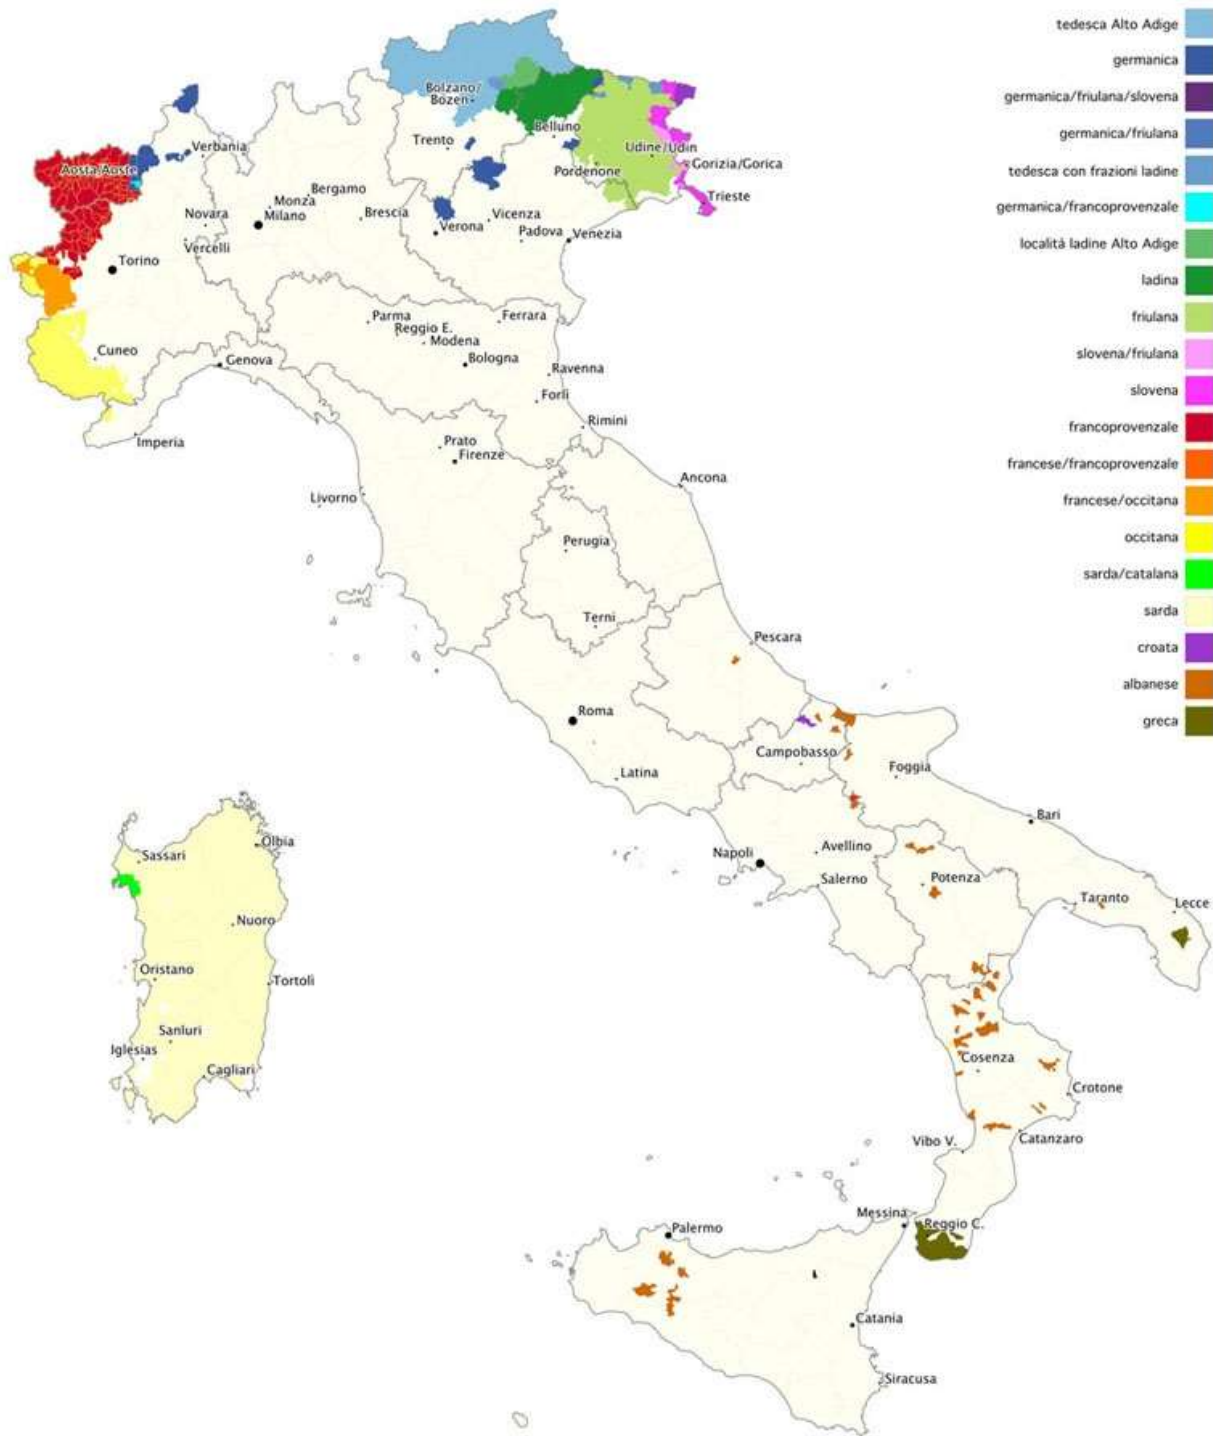 tedesca Alto Adige
germanica
germanica/friulana/slovena
germanica/friulana
tedesca con frazioni ladine
germanica/francoprovenzale
località ladine Alto Adige
ladina
friulana
slovena/friulana
slovena
francoprovenzale
francese/francoprovenzale
francese/occitana
occitana
sarda/catalana
sarda
croata
albanese
greca
Bolzano/
Bozen
Trento
Belluno
Verbania
Aosta/Aoste
Udine/Udin
Pordenone
Gorizia/Gorica
Trieste
Bergamo
Monza
Milano
Brescia
Novara
Vercelli
Torino
Verona
Vicenza
Padova
Venezia
Parma
Reggio E.
Modena
Ferrara
Bologna
Cuneo
Genova
Ravenna
Forlì
Rimini
Imperia
Prato
Firenze
Livorno
Ancona
Perugia
Terni
Pescara
Roma
Latina
Campobasso
Foggia
Bari
Napoli
Avellino
Salerno
Potenza
Taranto
Lecce
Olbia
Sassari
Nuoro
Oristano
Tortolì
Sanluri
Iglesias
Cagliari
Cosenza
Crotone
Vibo V.
Catanzaro
Messina
Reggio C.
Palermo
Catania
Siracusa